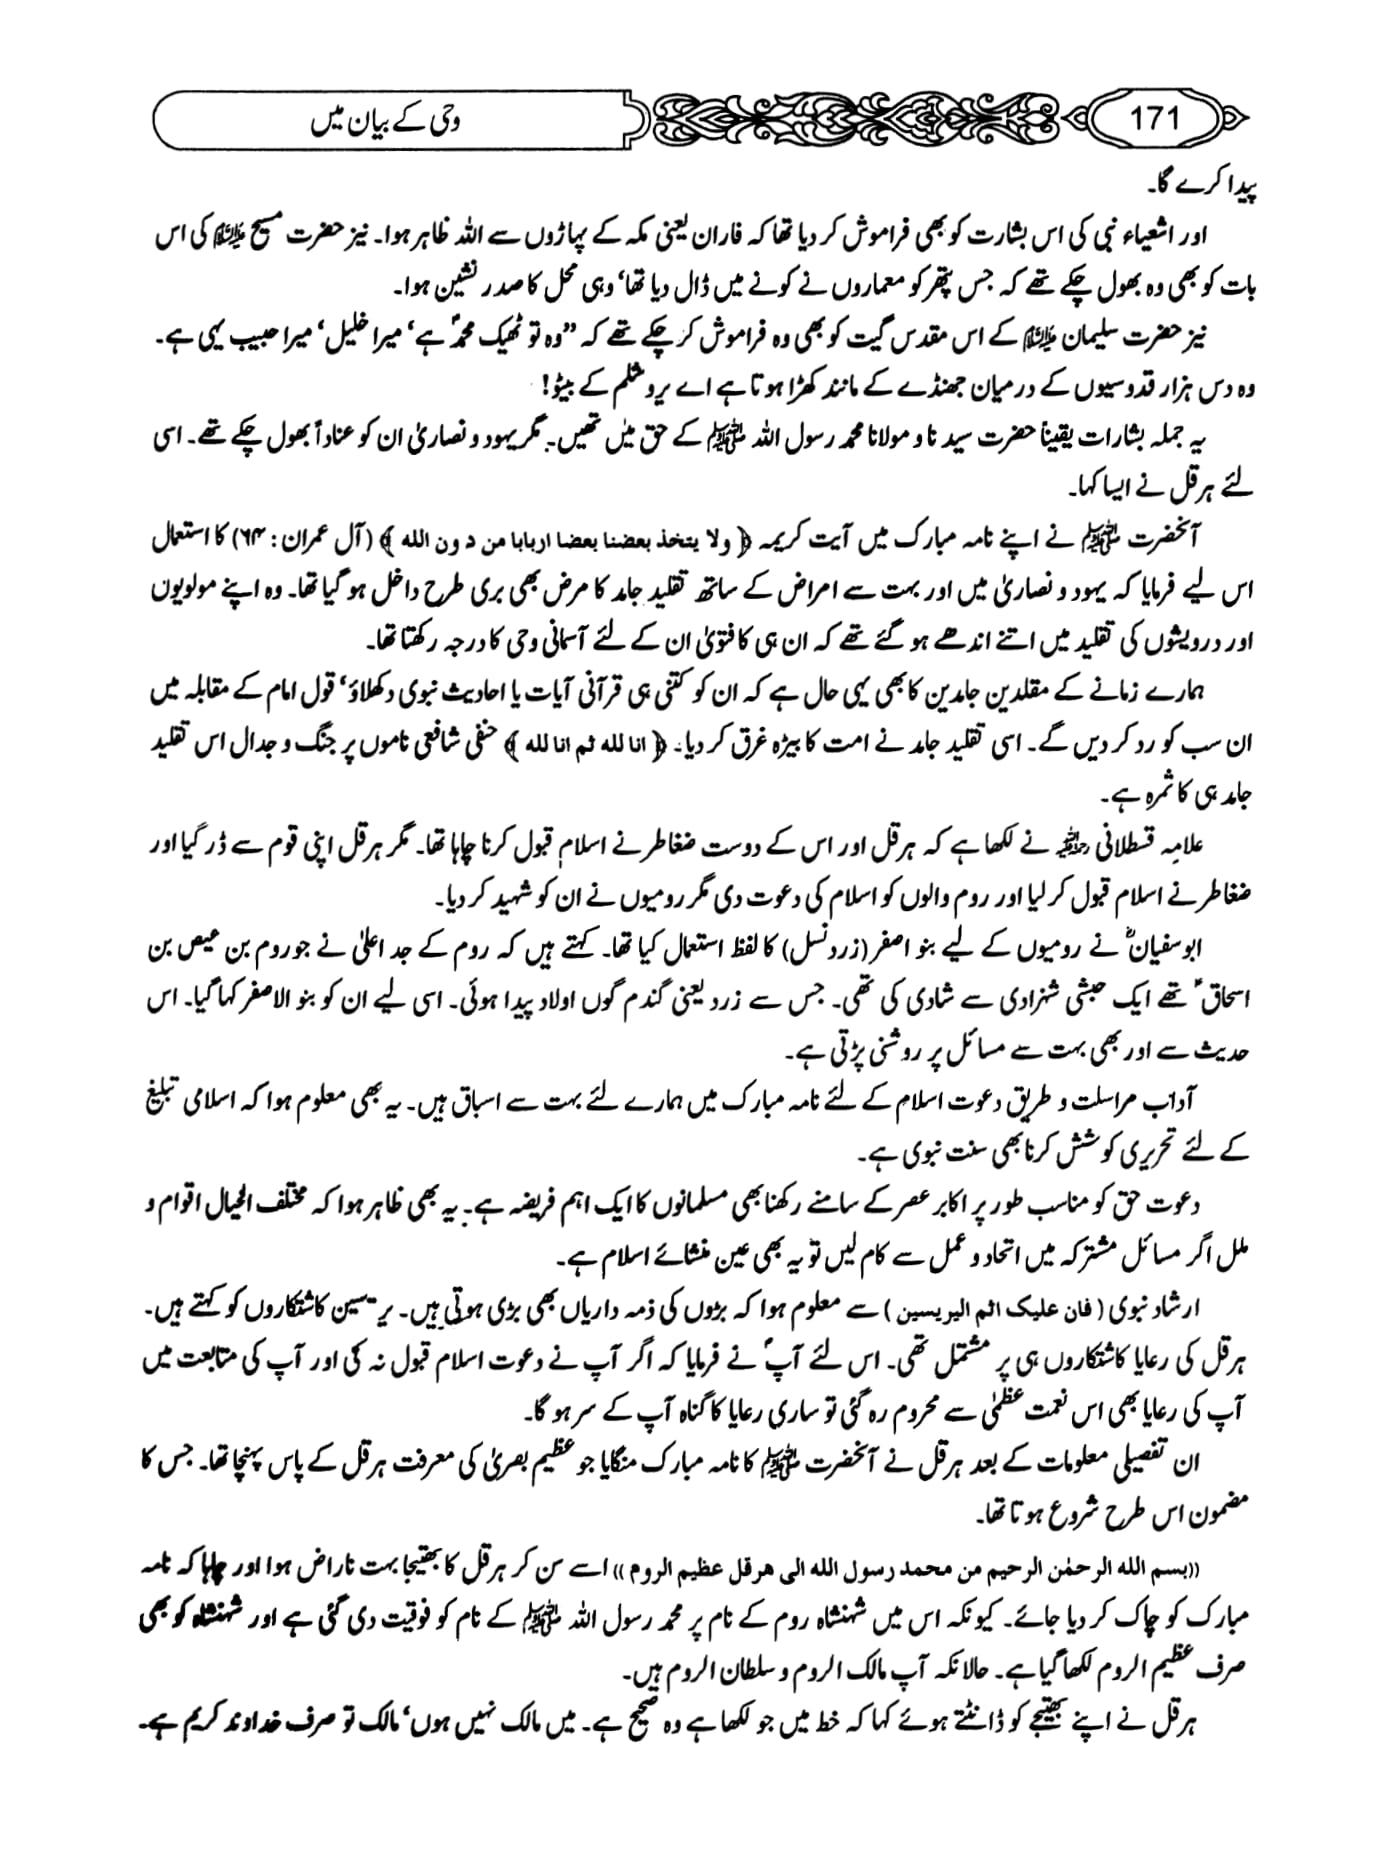 171
وحی کے بیان میں
پیدا کرے گا۔
اور اشعیاء نبی کی اس بشارت کو بھی فراموش کر دیا تھا کہ فاران یعنی مکہ کے پہاڑوں سے اللہ ظاہر ہوا۔ نیز حضرت مسیح علیہ السلام کی اس
بات کو بھی وہ بھول چکے تھے کہ جس پتھر کو معماروں نے کونے میں ڈال دیا تھا‘ وہی محل کا صدر نشین ہوا۔
نیز حضرت سلیمان علیہ السلام کے اس مقدس گیت کو بھی وہ فراموش کر چکے تھے کہ ”وہ تو ٹھیک محمدؐ ہے‘ میرا خلیل‘ میرا حبیب یہی ہے۔
وہ دس ہزار قدوسیوں کے درمیان جھنڈے کے مانند کھڑا ہوتا ہے اے یروشلم کے بیٹو!
یہ جملہ بشارات یقیناً حضرت سیدنا و مولانا محمد رسول اللہ ﷺ کے حق میں تھیں۔ مگر یہود و نصاریٰ ان کو عناداً بھول چکے تھے۔ اسی
لئے ہرقل نے ایسا کہا۔
آنحضرت ﷺ نے اپنے نامہ مبارک میں آیت کریمہ ﴿ ولا یتخذ بعضنا بعضا اربابا من دون الله ﴾ (آل عمران : ۶۴) کا استعمال
اس لیے فرمایا کہ یہود و نصاریٰ میں اور بہت سے امراض کے ساتھ تقلید جامد کا مرض بھی بری طرح داخل ہو گیا تھا۔ وہ اپنے مولویوں
اور درویشوں کی تقلید میں اتنے اندھے ہو گئے تھے کہ ان ہی کا فتویٰ ان کے لئے آسمانی وحی کا درجہ رکھتا تھا۔
ہمارے زمانے کے مقلدین جامدین کا بھی یہی حال ہے کہ ان کو کتنی ہی قرآنی آیات یا احادیث نبوی دکھلاؤ‘ قول امام کے مقابلہ میں
ان سب کو رد کر دیں گے۔ اسی تقلید جامد نے امت کا بیڑہ غرق کر دیا۔ ﴿ انا لله ثم انا لله ﴾ حنفی شافعی ناموں پر جنگ و جدال اس تقلید
جامد ہی کا ثمرہ ہے۔
علامہ قسطلانی رحمہ اللہ نے لکھا ہے کہ ہرقل اور اس کے دوست ضغاطر نے اسلام قبول کرنا چاہا تھا۔ مگر ہرقل اپنی قوم سے ڈر گیا اور
ضغاطر نے اسلام قبول کر لیا اور روم والوں کو اسلام کی دعوت دی مگر رومیوں نے ان کو شہید کر دیا۔
ابو سفیانؓ نے رومیوں کے لیے بنو اصفر (زرد نسل) کا لفظ استعمال کیا تھا۔ کہتے ہیں کہ روم کے جد اعلیٰ نے جو روم بن عیص بن
اسحاقؑ تھے ایک حبشی شہزادی سے شادی کی تھی۔ جس سے زرد یعنی گندم گوں اولاد پیدا ہوئی۔ اسی لیے ان کو بنو الاصفر کہا گیا۔ اس
حدیث سے اور بھی بہت سے مسائل پر روشنی پڑتی ہے۔
آداب مراسلت و طریق دعوت اسلام کے لئے نامہ مبارک میں ہمارے لئے بہت سے اسباق ہیں۔ یہ بھی معلوم ہوا کہ اسلامی تبلیغ
کے لئے تحریری کوشش کرنا بھی سنت نبوی ہے۔
دعوت حق کو مناسب طور پر اکابر عصر کے سامنے رکھنا بھی مسلمانوں کا ایک اہم فریضہ ہے۔ یہ بھی ظاہر ہوا کہ مختلف الخیال اقوام و
ملل اگر مسائل مشترکہ میں اتحاد و عمل سے کام لیں تو یہ بھی عین منشائے اسلام ہے۔
ارشاد نبوی (فان علیک اثم الیریسین) سے معلوم ہوا کہ بڑوں کی ذمہ داریاں بھی بڑی ہوتی ہیں۔ یریسین کاشتکاروں کو کہتے ہیں۔
ہرقل کی رعایا کاشتکاروں ہی پر مشتمل تھی۔ اس لئے آپؐ نے فرمایا کہ اگر آپ نے دعوت اسلام قبول نہ کی اور آپ کی متابعت میں
آپ کی رعایا بھی اس نعمت عظمیٰ سے محروم رہ گئی تو ساری رعایا کا گناہ آپ کے سر ہو گا۔
ان تفصیلی معلومات کے بعد ہرقل نے آنحضرت ﷺ کا نامہ مبارک منگایا جو عظیم بصریٰ کی معرفت ہرقل کے پاس پہنچا تھا۔ جس کا
مضمون اس طرح شروع ہوتا تھا۔
((بسم الله الرحمٰن الرحیم من محمد رسول الله الی هرقل عظیم الروم)) اسے سن کر ہرقل کا بھتیجا بہت ناراض ہوا اور چاہا کہ نامہ
مبارک کو چاک کر دیا جائے۔ کیونکہ اس میں شہنشاہ روم کے نام پر محمد رسول اللہ ﷺ کے نام کو فوقیت دی گئی ہے اور شہنشاہ کو بھی
صرف عظیم الروم لکھا گیا ہے۔ حالانکہ آپ مالک الروم و سلطان الروم ہیں۔
ہرقل نے اپنے بھتیجے کو ڈانٹتے ہوئے کہا کہ خط میں جو لکھا ہے وہ صحیح ہے۔ میں مالک نہیں ہوں‘ مالک تو صرف خداوند کریم ہے۔